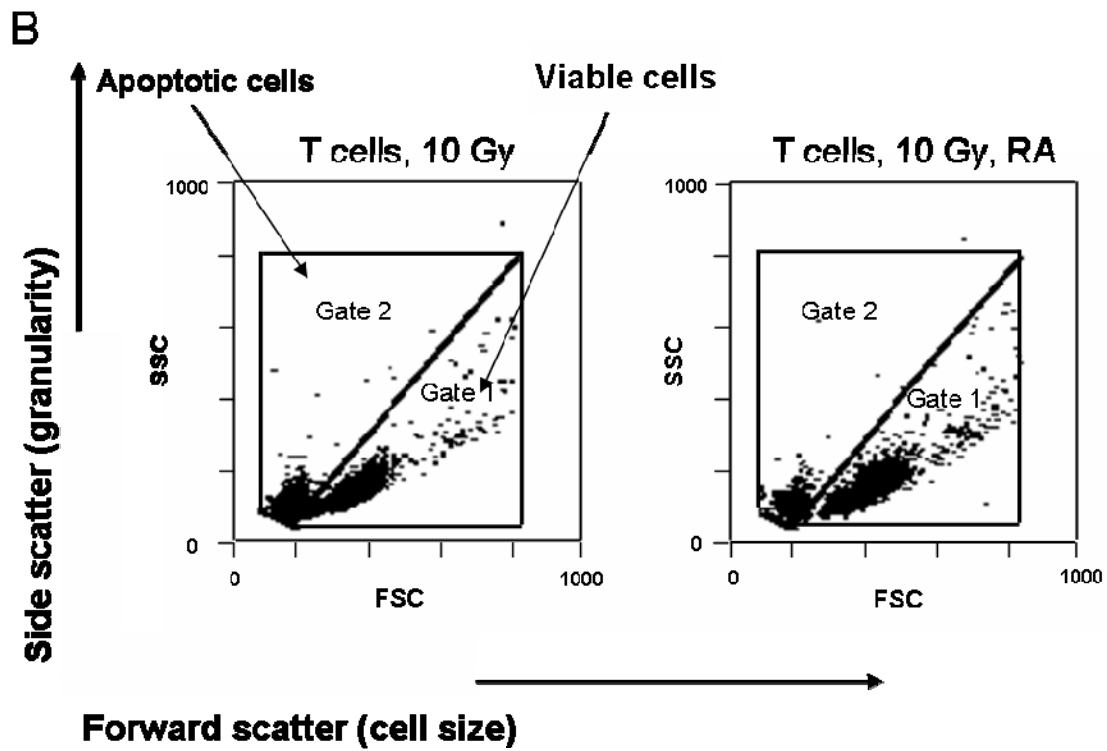 B
Apoptotic cells
Viable cells
T cells, 10 Gy
T cells, 10 Gy, RA
Side scatter (granularity)
1000
SSC
Gate 2
Gate 1
0
0
1000
FSC
1000
SSC
Gate 2
Gate 1
0
0
1000
FSC
Forward scatter (cell size)